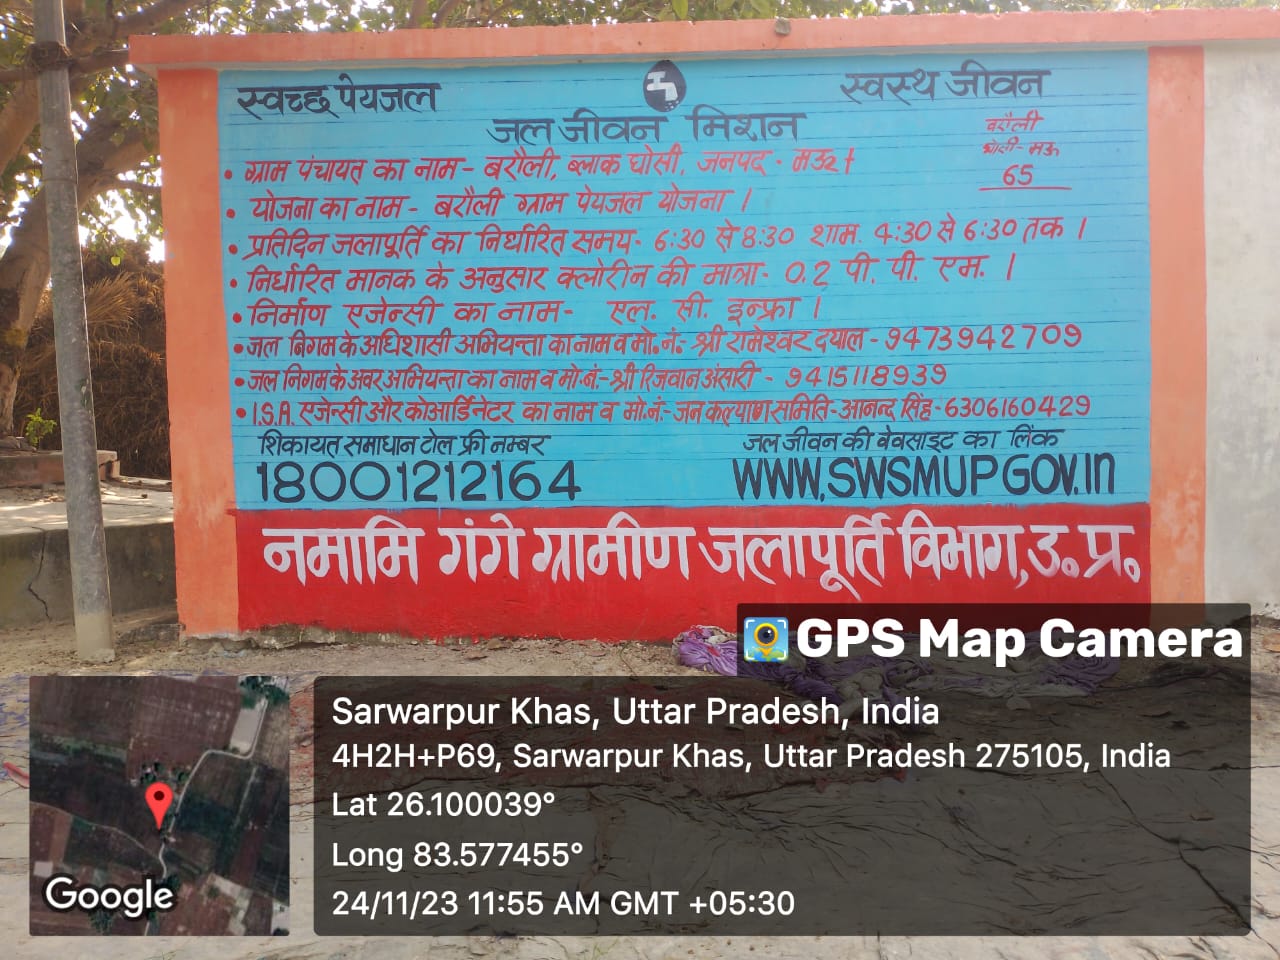 स्वच्छ पेयजल
स्वस्थ जीवन
जल जीवन मिशन
बरौली
घोसी-मऊ
65
• ग्राम पंचायत का नाम- बरौली, ब्लाक घोसी, जनपद - मऊ।
• योजना का नाम - बरौली ग्राम पेयजल योजना ।
• प्रतिदिन जलापूर्ति का निर्धारित समय- 6:30 से 8:30 शाम. 4:30 से 6:30 तक ।
• निर्धारित मानक के अनुसार क्लोरीन की मात्रा- 0.2 पी. पी. एम. ।
• निर्माण एजेन्सी का नाम- एल. सी. इन्फ्रा ।
• जल निगम के अधिशासी अभियन्ता का नाम व मो. नं.- श्री रामेश्वर दयाल - 9473942709
• जल निगम के अवर अभियन्ता का नाम व मो.नं.- श्री रिजवान अंसारी - 9415118939
• I.S.A. एजेन्सी और कोआर्डिनेटर का नाम व मो.नं- जन कल्याण समिति-आनन्द सिंह-6306160429
शिकायत समाधान टोल फ्री नम्बर
18001212164
जल जीवन की वेवसाइट का लिंक
WWW.SWSMUPGOV.in
नमामि गंगे ग्रामीण जलापूर्ति विभाग, उ. प्र.
GPS Map Camera
Sarwarpur Khas, Uttar Pradesh, India
4H2H+P69, Sarwarpur Khas, Uttar Pradesh 275105, India
Lat 26.100039°
Long 83.577455°
24/11/23 11:55 AM GMT +05:30
Google